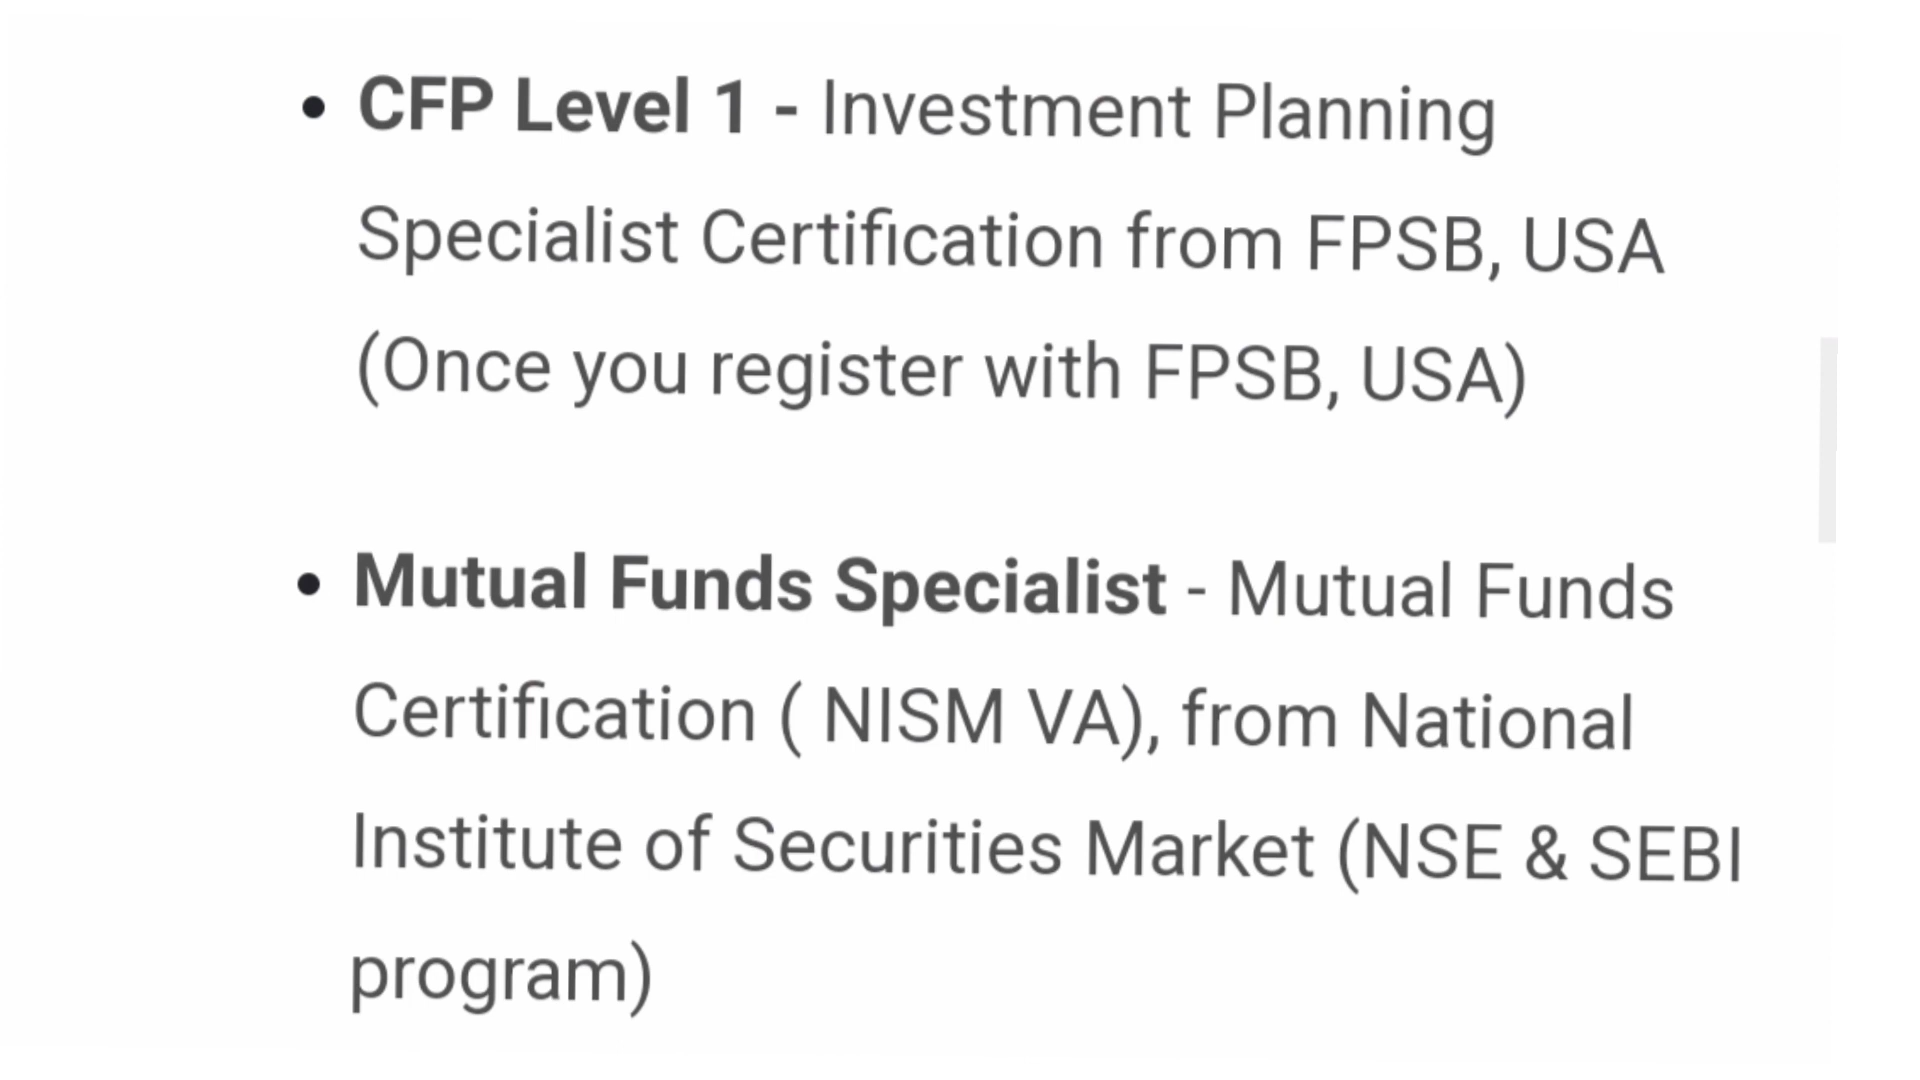 • CFP Level 1 - Investment Planning
Specialist Certification from FPSB, USA
(Once you register with FPSB, USA)
• Mutual Funds Specialist - Mutual Funds
Certification ( NISM VA), from National
Institute of Securities Market (NSE & SEBI
program)